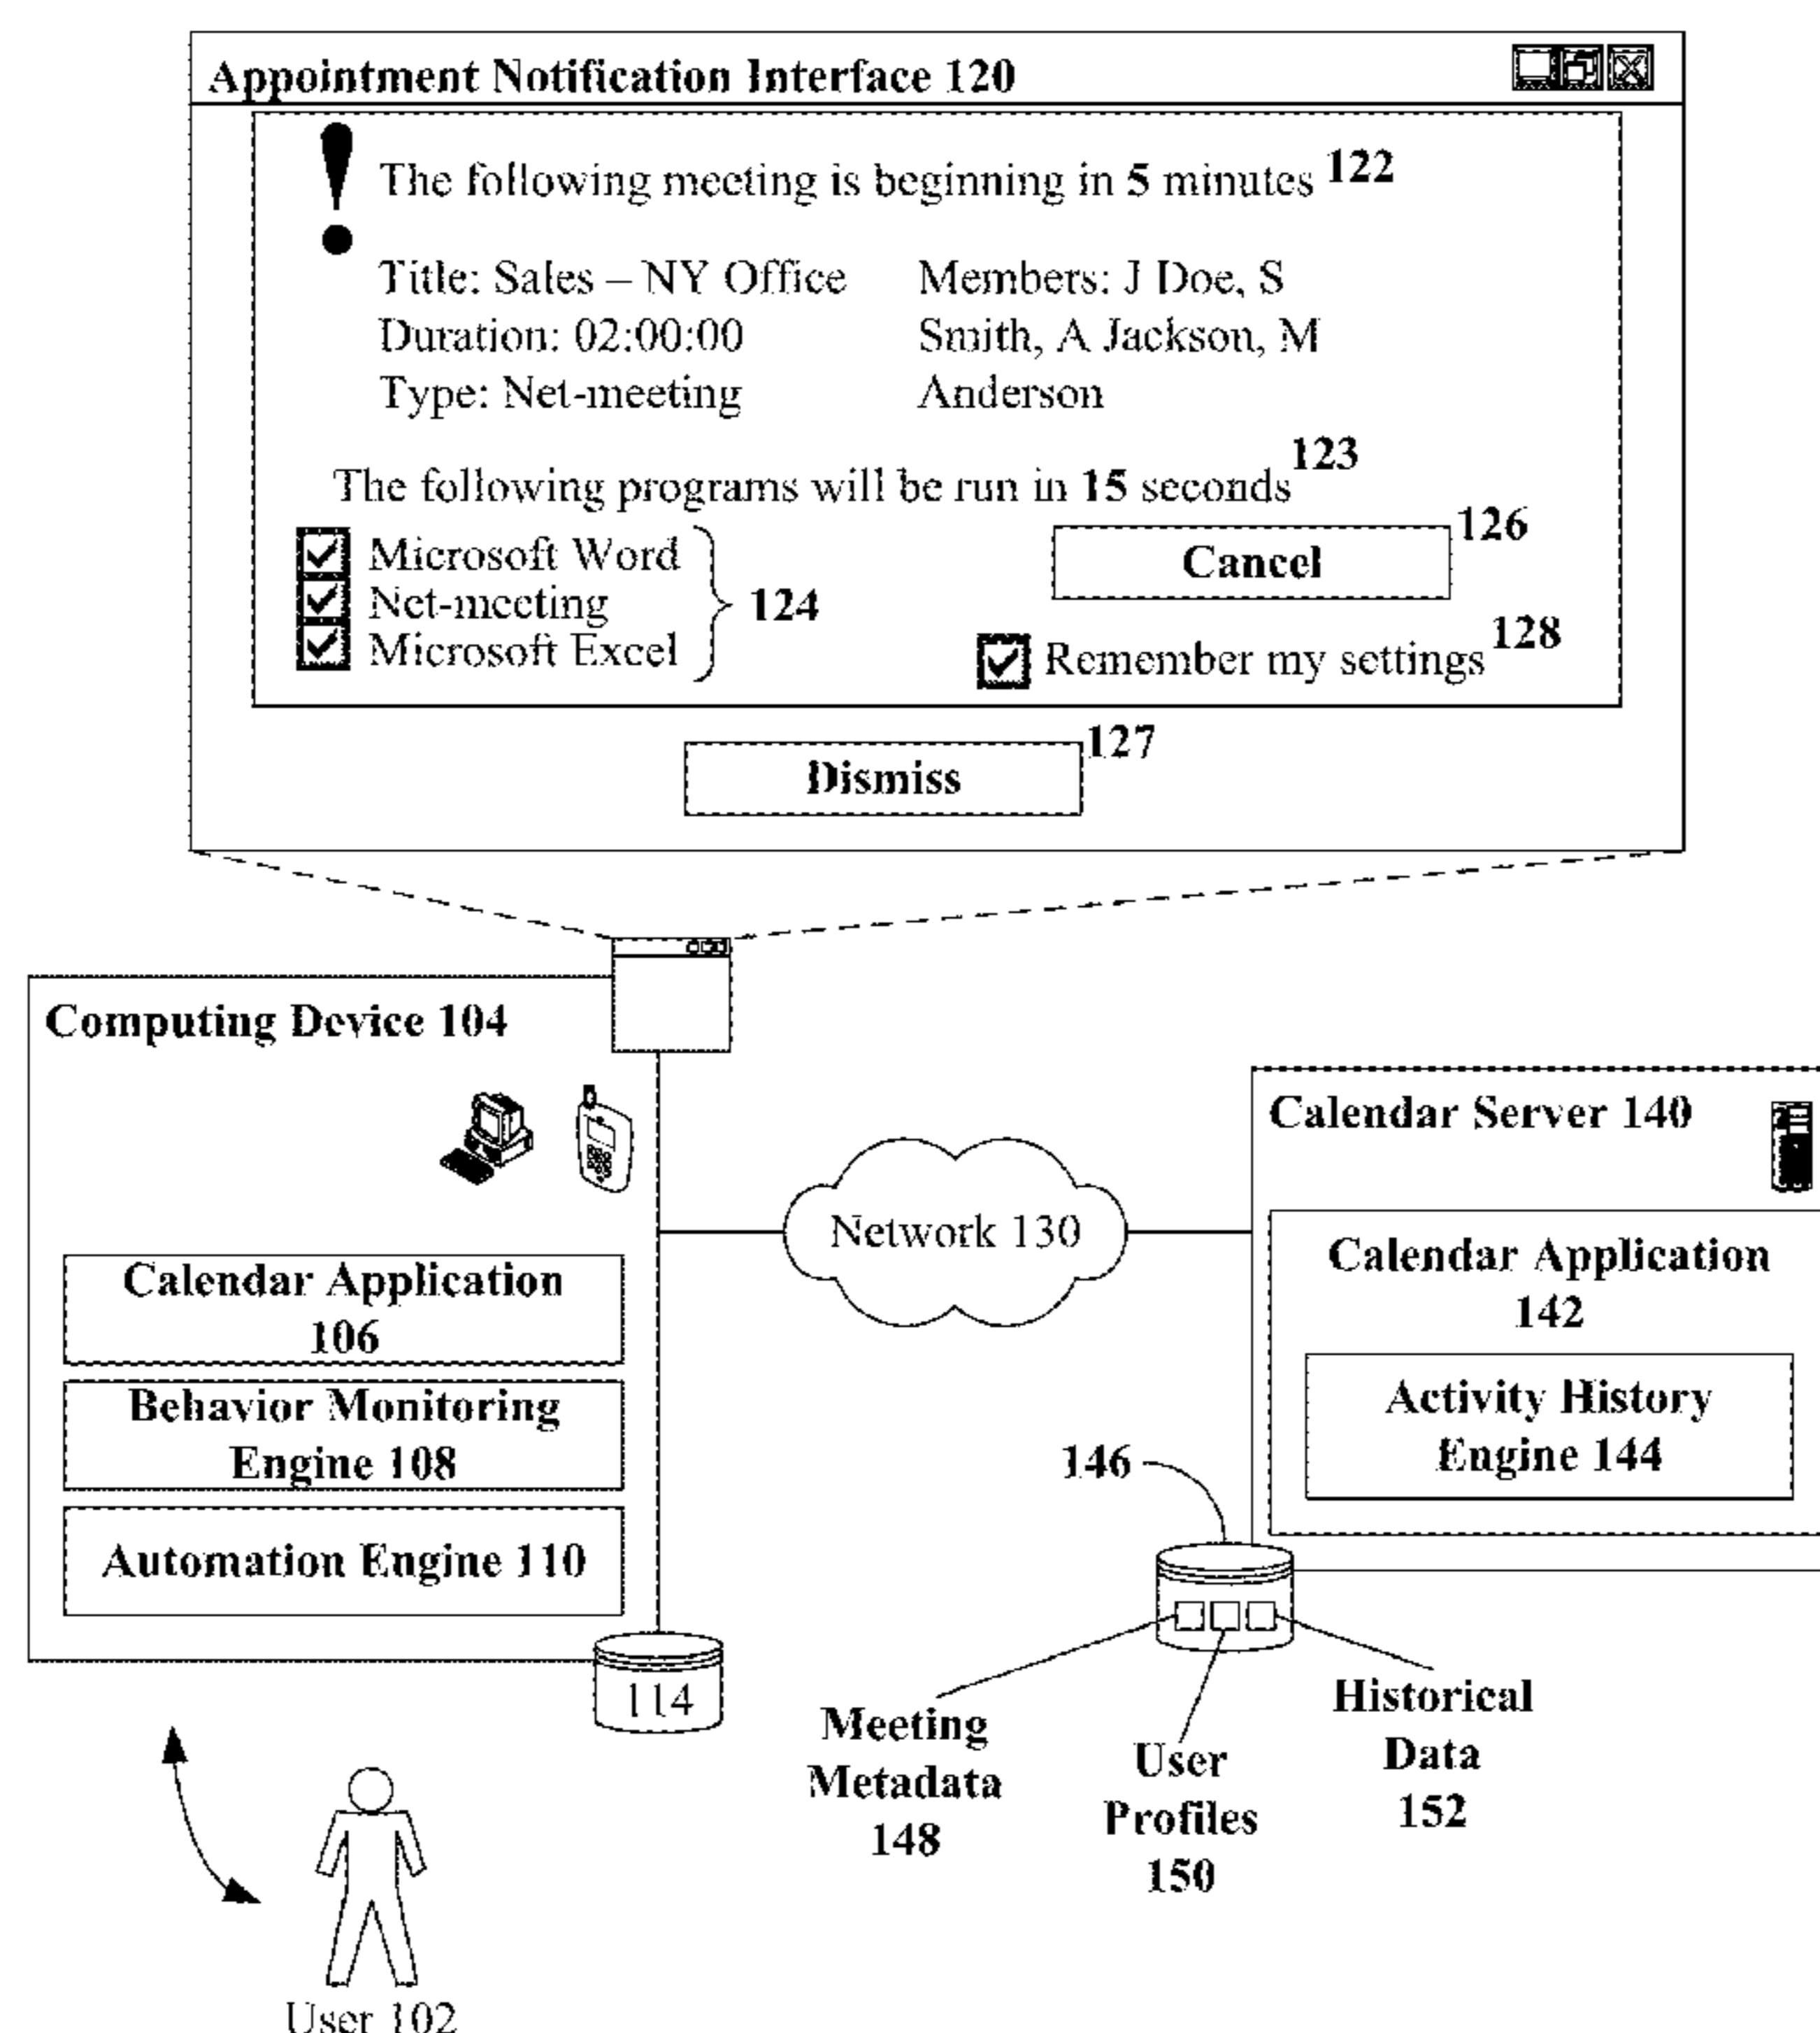 Appointment Notification Interface 120
The following meeting is beginning in 5 minutes 122
Title: Sales – NY Office
Duration: 02:00:00
Type: Net-meeting
Members: J Doe, S
Smith, A Jackson, M
Anderson
The following programs will be run in 15 seconds 123
Microsoft Word
Net-meeting
Microsoft Excel
124
Cancel 126
Remember my settings 128
Dismiss 127
Computing Device 104
Calendar Application
106
Behavior Monitoring
Engine 108
Automation Engine 110
114
User 102
Network 130
Calendar Server 140
Calendar Application
142
Activity History
Engine 144
146
Meeting
Metadata
148
User
Profiles
150
Historical
Data
152